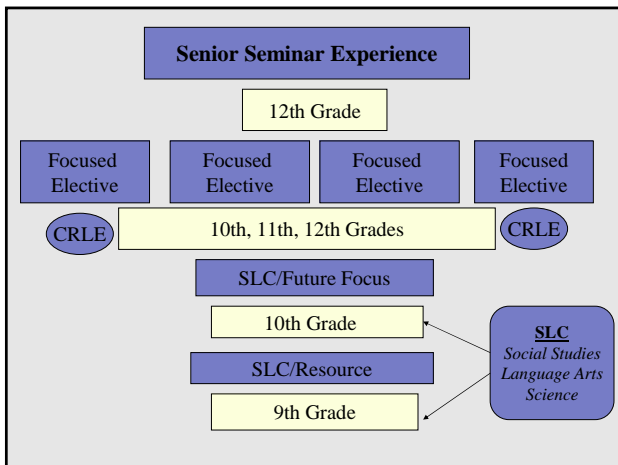 Senior Seminar Experience
12th Grade
Focused
Elective
Focused
Elective
Focused
Elective
Focused
Elective
CRLE
10th, 11th, 12th Grades
CRLE
SLC/Future Focus
10th Grade
SLC/Resource
9th Grade
SLC
Social Studies
Language Arts
Science